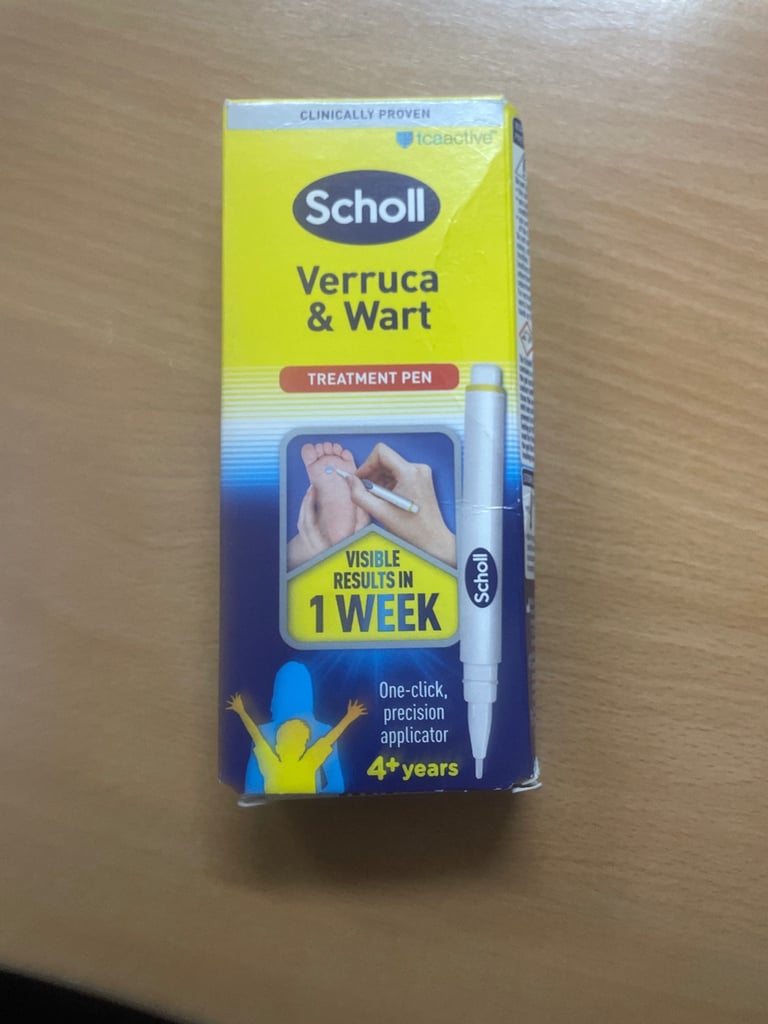 CLINICALLY PROVEN
tcaactive™
Scholl
Verruca
& Wart
TREATMENT PEN
VISIBLE
RESULTS IN
1 WEEK
Scholl
One-click,
precision
applicator
4+ years